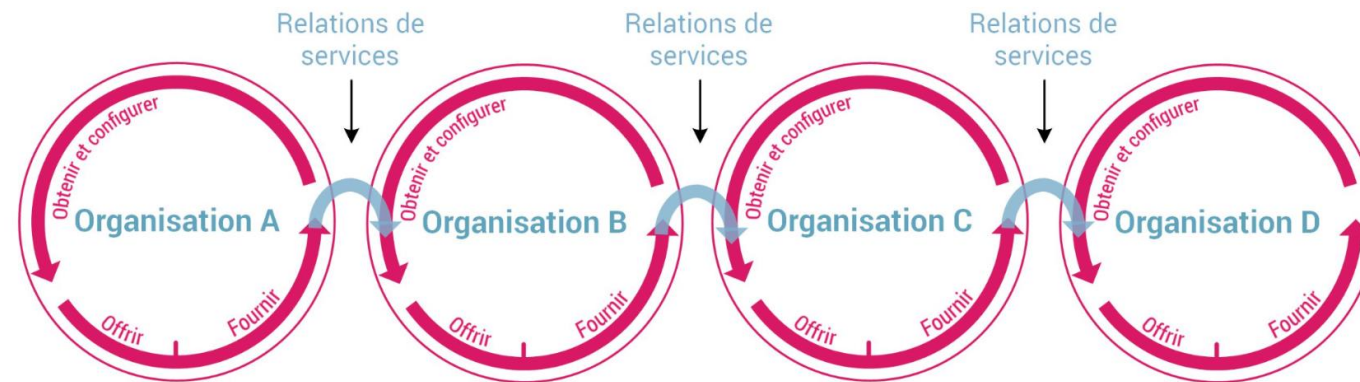 Relations de
services
Relations de
services
Relations de
services
Obtenir et configurer
Organisation A
Offrir
Fournir
Obtenir et configurer
Organisation B
Offrir
Fournir
Obtenir et configurer
Organisation C
Offrir
Fournir
Obtenir et configurer
Organisation D
Offrir
Fournir